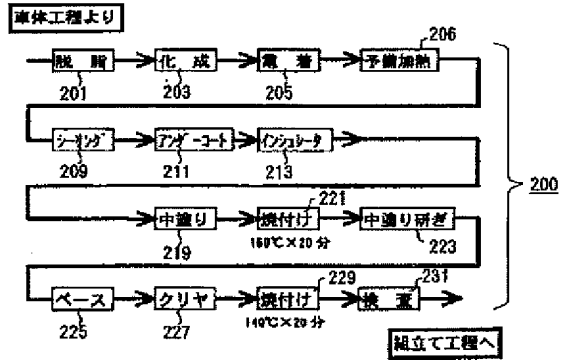 車体工程より
206
脱脂 化成 電着 予備加熱
201 203 205
シーリング アンダーコート インシュレータ
209 211 213
200
221
中塗り 焼付け 中塗り研ぎ
160℃×20分
219 223
229 231
ベース クリヤ 焼付け 検査
225 227 140℃×20分
組立て工程へ